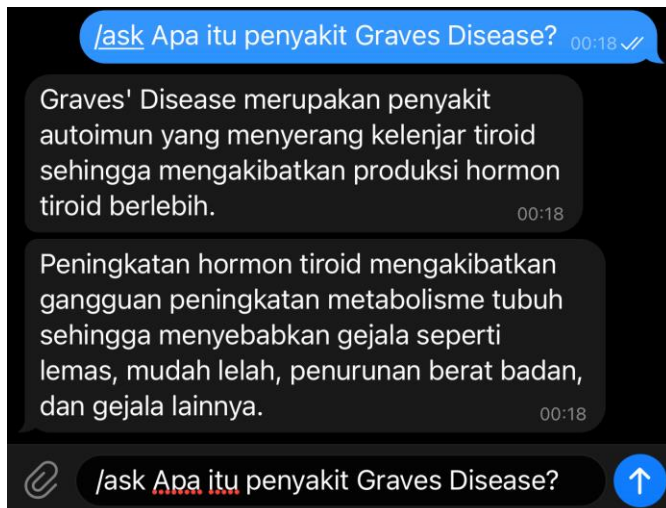 /ask Apa itu penyakit Graves Disease? 00:18
Graves' Disease merupakan penyakit
autoimun yang menyerang kelenjar tiroid
sehingga mengakibatkan produksi hormon
tiroid berlebih. 00:18
Peningkatan hormon tiroid mengakibatkan
gangguan peningkatan metabolisme tubuh
sehingga menyebabkan gejala seperti
lemas, mudah lelah, penurunan berat badan,
dan gejala lainnya. 00:18
/ask Apa itu penyakit Graves Disease?